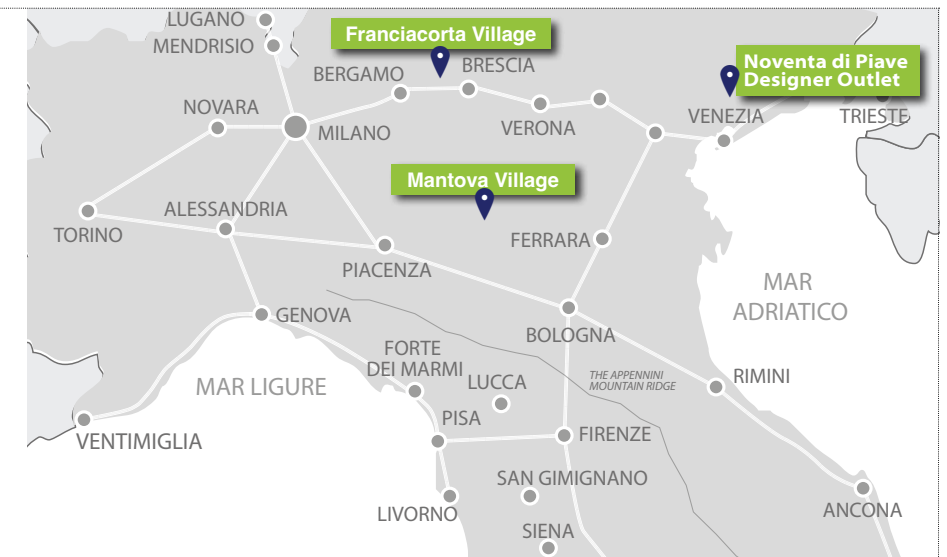 LUGANO
MENDRISIO
Franciacorta Village
BERGAMO
BRESCIA
Noventa di Piave
Designer Outlet
NOVARA
MILANO
VERONA
VENEZIA
TRIESTE
Mantova Village
ALESSANDRIA
TORINO
FERRARA
PIACENZA
MAR
ADRIATICO
GENOVA
BOLOGNA
FORTE
DEI MARMI
LUCCA
THE APPENNINI
MOUNTAIN RIDGE
RIMINI
MAR LIGURE
PISA
VENTIMIGLIA
FIRENZE
SAN GIMIGNANO
LIVORNO
ANCONA
SIENA